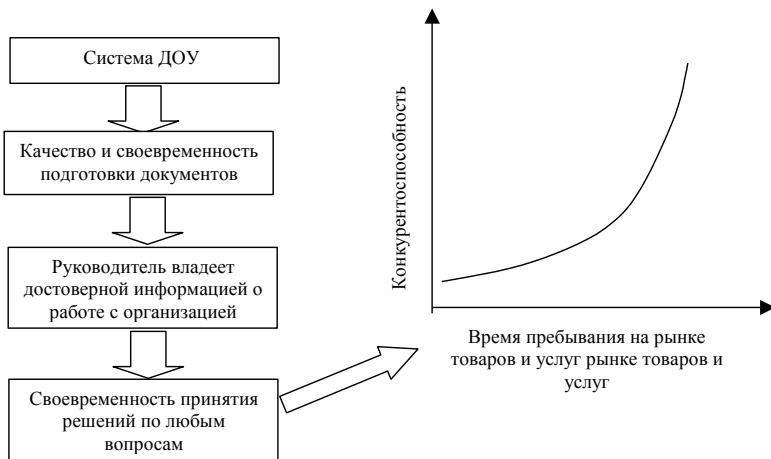 Система ДОУ
Качество и своевременность
подготовки документов
Руководитель владеет
достоверной информацией о
работе с организацией
Своевременность принятия
решений по любым
вопросам
Конкурентоспособность
Время пребывания на рынке
товаров и услуг рынке товаров и
услуг